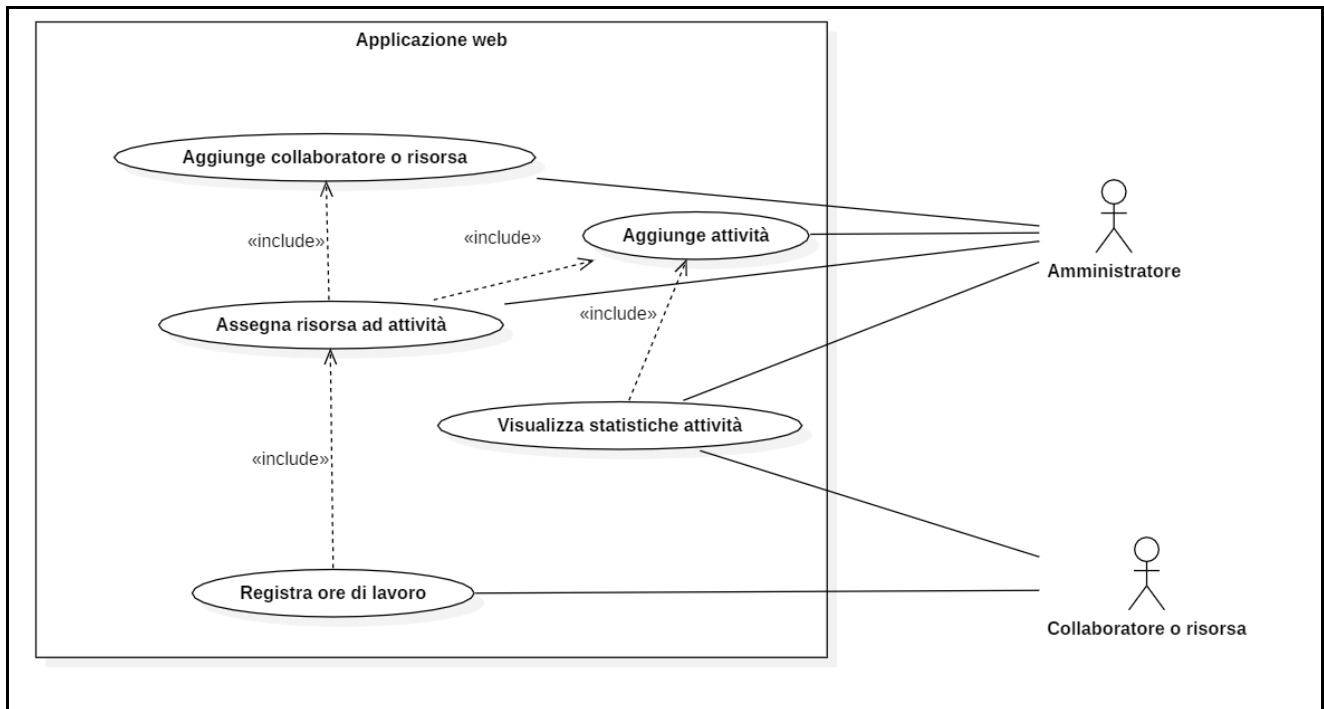 Applicazione web
Aggiunge collaboratore o risorsa
«include»
«include»
Aggiunge attività
Amministratore
Assegna risorsa ad attività
«include»
Visualizza statistiche attività
«include»
Registra ore di lavoro
Collaboratore o risorsa